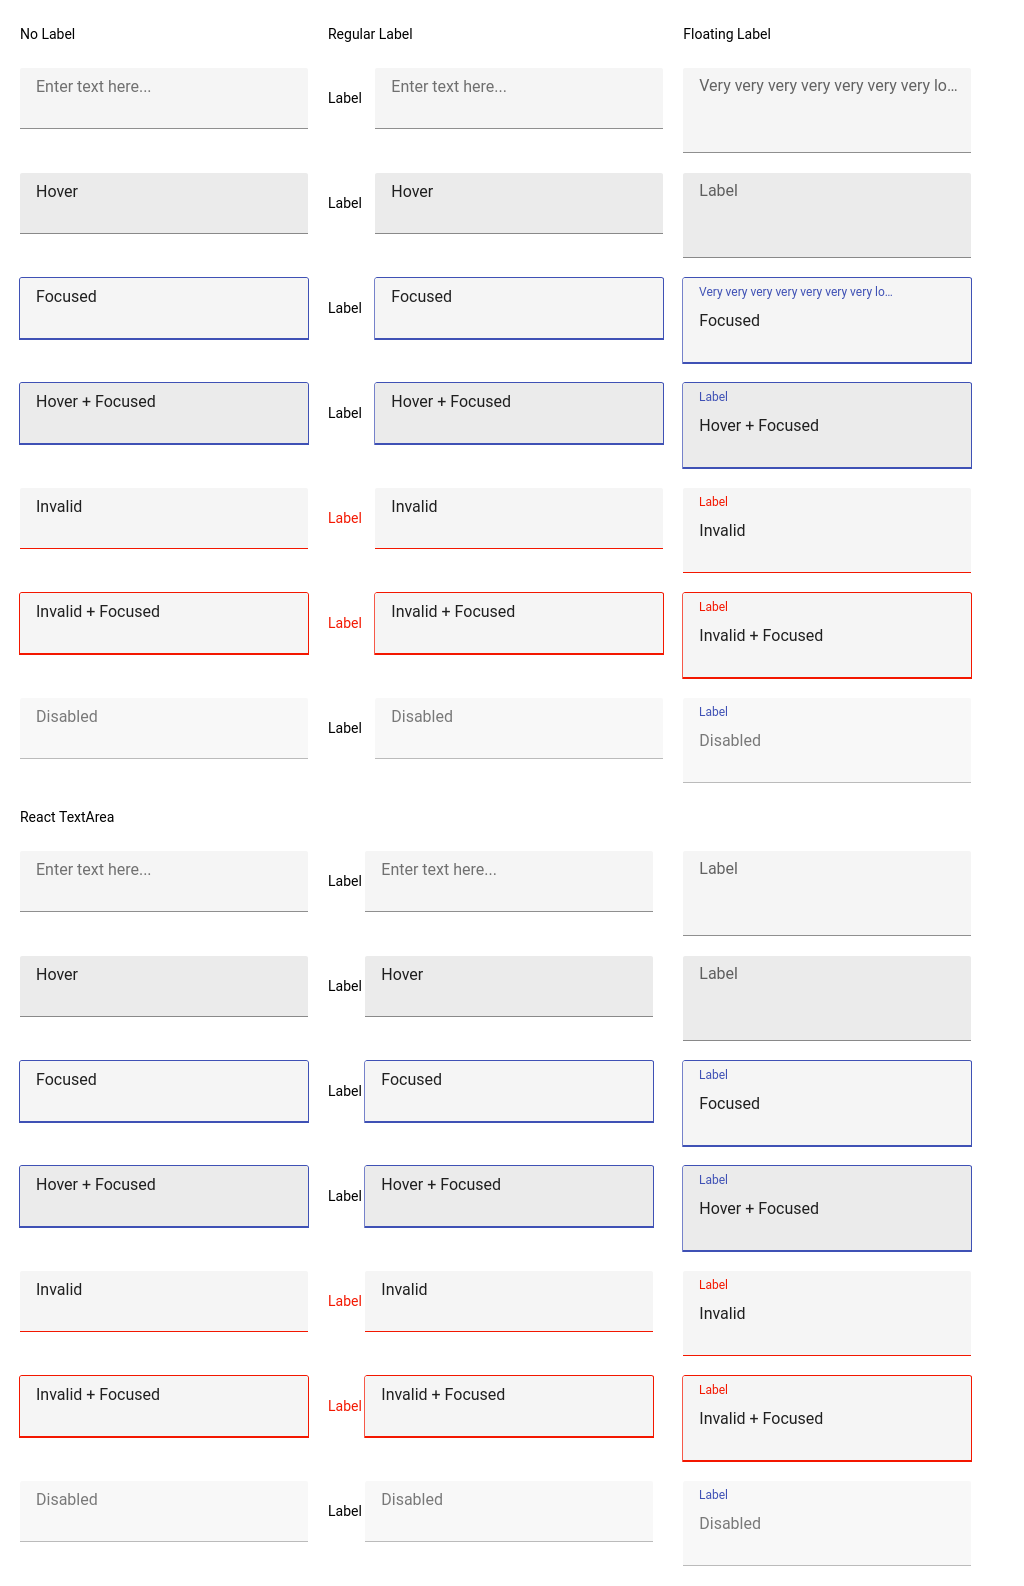 No Label Regular Label Floating Label
Enter text here... Label Enter text here... Very very very very very very very lo...
Hover Label Hover Label
Focused Label Focused Very very very very very very very lo...
Focused
Hover + Focused Label Hover + Focused Label
Hover + Focused
Invalid Label Invalid Label
Invalid
Invalid + Focused Label Invalid + Focused Label
Invalid + Focused
Disabled Label Disabled Label
Disabled
React TextArea
Enter text here... Label Enter text here... Label
Hover Label Hover Label
Focused Label Focused Label
Focused
Hover + Focused Label Hover + Focused Label
Hover + Focused
Invalid Label Invalid Label
Invalid
Invalid + Focused Label Invalid + Focused Label
Invalid + Focused
Disabled Label Disabled Label
Disabled